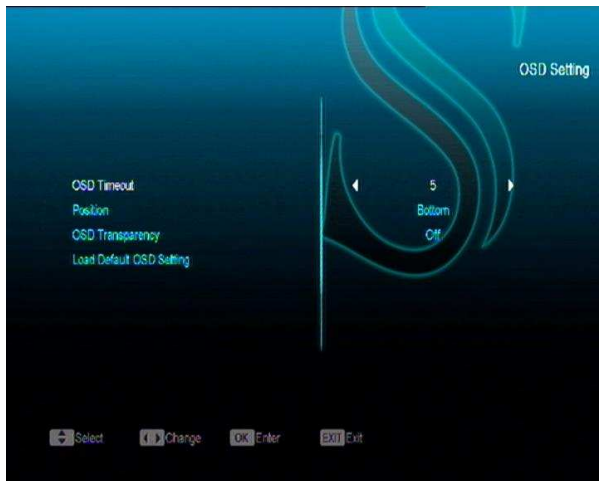 OSD Setting
OSD Timeout 5
Position Bottom
OSD Transparency Off
Load Default OSD Setting
Select Change OK Enter EXIT Exit